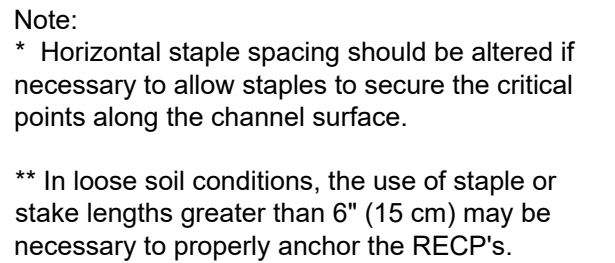 Note:
* Horizontal staple spacing should be altered if
necessary to allow staples to secure the critical
points along the channel surface.
** In loose soil conditions, the use of staple or
stake lengths greater than 6" (15 cm) may be
necessary to properly anchor the RECP's.